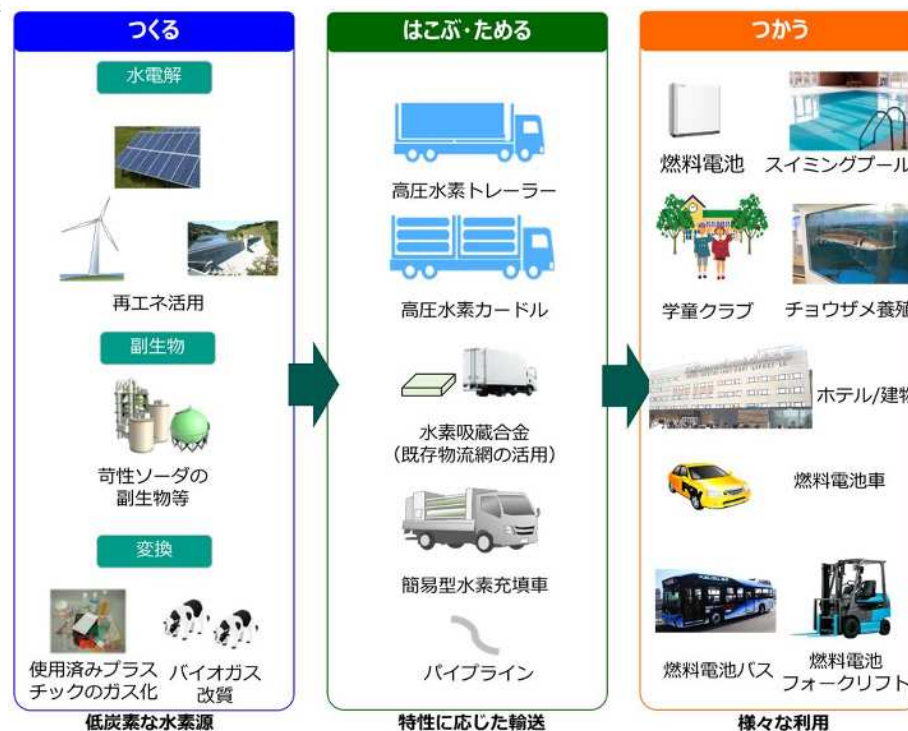 つくる
水電解
再エネ活用
副生物
苛性ソーダの
副生物等
変換
使用済みプラス
チックのガス化
バイオガス
改質
低炭素な水素源
はこぶ・ためる
高圧水素トレーラー
高圧水素カードル
水素吸蔵合金
(既存物流網の活用)
簡易型水素充填車
パイプライン
特性に応じた輸送
つかう
燃料電池
スイミングプール
学童クラブ
チョウザメ養殖
ホテル/建物
燃料電池車
燃料電池バス
燃料電池
フォークリフト
様々な利用